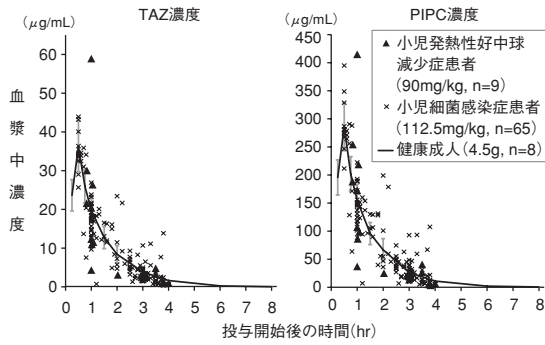 TAZ濃度
PIPC濃度
(μg/mL)
(μg/mL)
血漿中濃度
60
50
40
30
20
10
0
0 1 2 3 4 5 6 7 8
450
400
350
300
250
200
150
100
50
0
0 1 2 3 4 5 6 7 8
▲ 小児発熱性好中球
減少症患者
(90mg/kg, n=9)
× 小児細菌感染症患者
(112.5mg/kg, n=65)
健康成人(4.5g, n=8)
投与開始後の時間(hr)